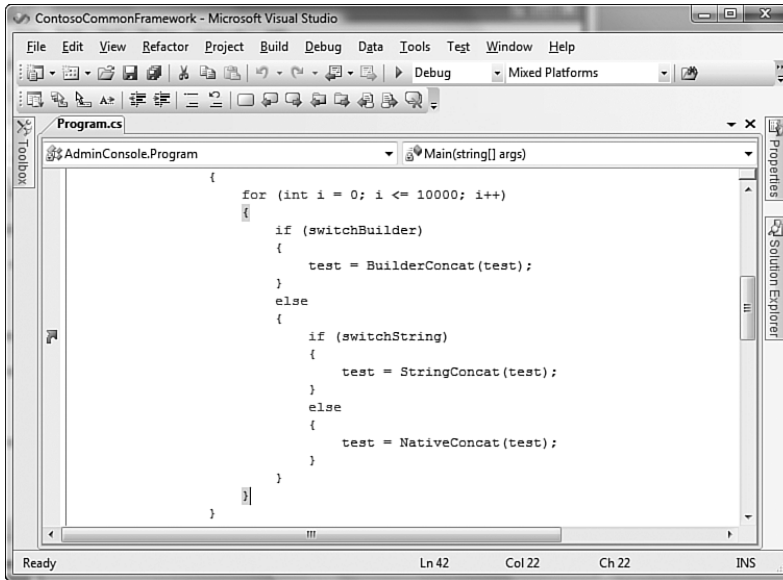 ContosoCommonFramework - Microsoft Visual Studio
File Edit View Refactor Project Build Debug Data Tools Test Window Help
Debug Mixed Platforms
Program.cs
Toolbox
AdminConsole.Program Main(string[] args)
{
for (int i = 0; i <= 10000; i++)
{
if (switchBuilder)
{
test = BuilderConcat(test);
}
else
{
if (switchString)
{
test = StringConcat(test);
}
else
{
test = NativeConcat(test);
}
}
}
}
Properties
Solution Explorer
Ready Ln 42 Col 22 Ch 22 INS